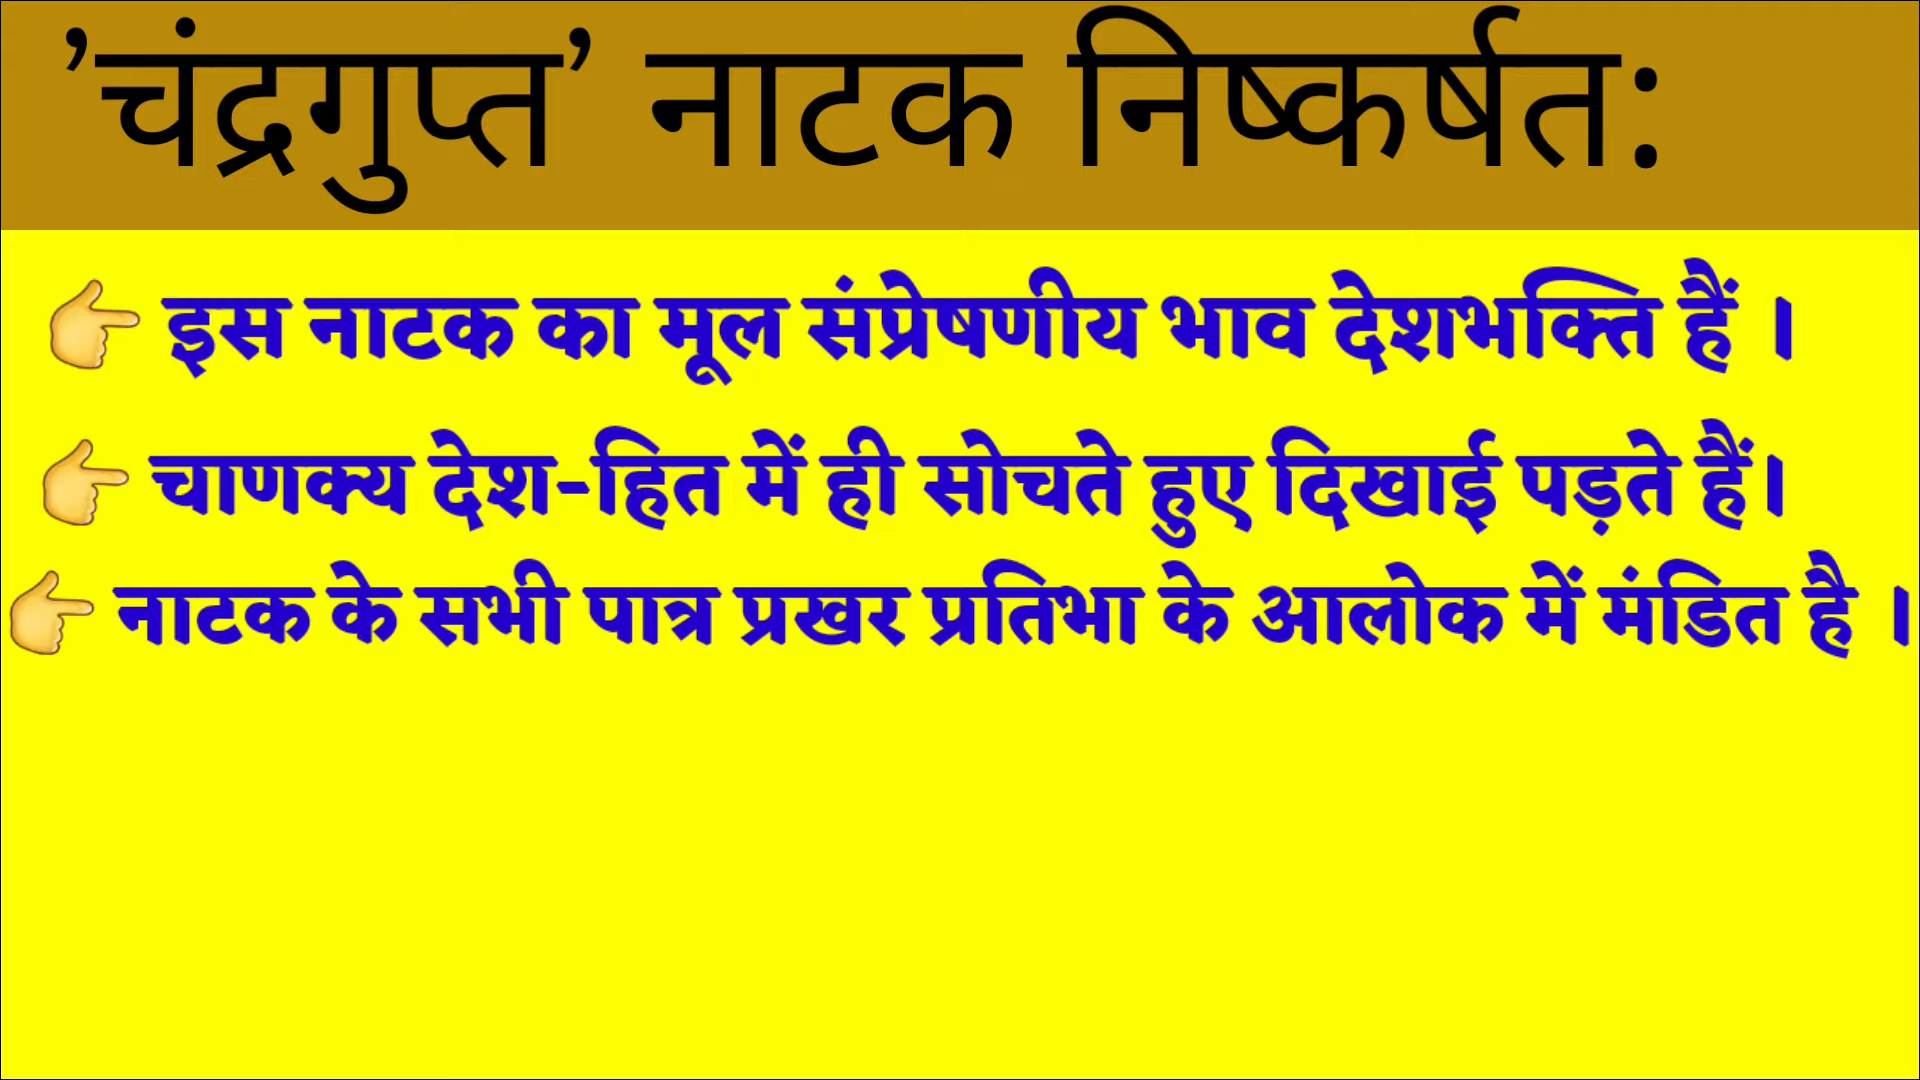 ’चंद्रगुप्त’ नाटक निष्कर्षत:
👉 इस नाटक का मूल संप्रेषणीय भाव देशभक्ति हैं ।
👉 चाणक्य देश-हित में ही सोचते हुए दिखाई पड़ते हैं।
👉 नाटक के सभी पात्र प्रखर प्रतिभा के आलोक में मंडित है ।